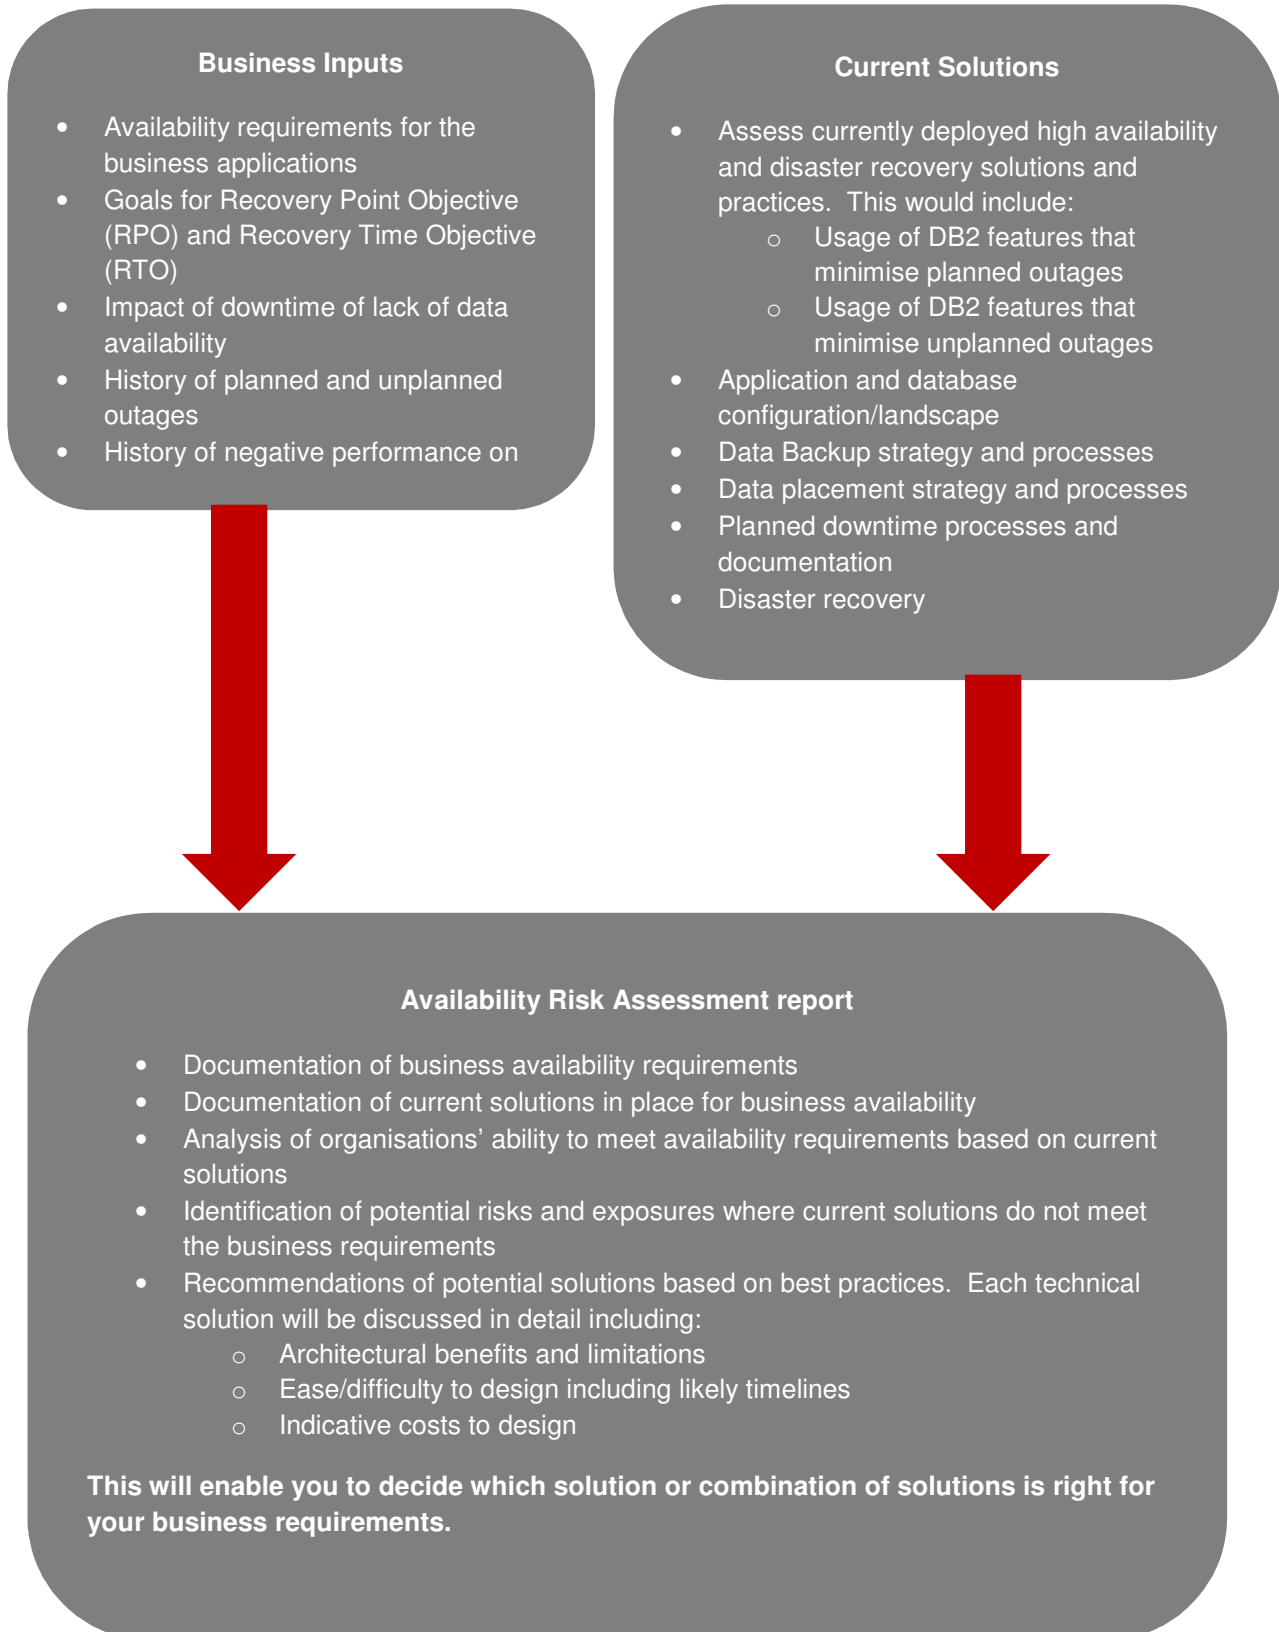 Business Inputs
• Availability requirements for the
business applications
• Goals for Recovery Point Objective
(RPO) and Recovery Time Objective
(RTO)
• Impact of downtime of lack of data
availability
• History of planned and unplanned
outages
• History of negative performance on
Current Solutions
• Assess currently deployed high availability
and disaster recovery solutions and
practices.  This would include:
o Usage of DB2 features that
minimise planned outages
o Usage of DB2 features that
minimise unplanned outages
• Application and database
configuration/landscape
• Data Backup strategy and processes
• Data placement strategy and processes
• Planned downtime processes and
documentation
• Disaster recovery
Availability Risk Assessment report
• Documentation of business availability requirements
• Documentation of current solutions in place for business availability
• Analysis of organisations’ ability to meet availability requirements based on current
solutions
• Identification of potential risks and exposures where current solutions do not meet
the business requirements
• Recommendations of potential solutions based on best practices.  Each technical
solution will be discussed in detail including:
o Architectural benefits and limitations
o Ease/difficulty to design including likely timelines
o Indicative costs to design
This will enable you to decide which solution or combination of solutions is right for
your business requirements.